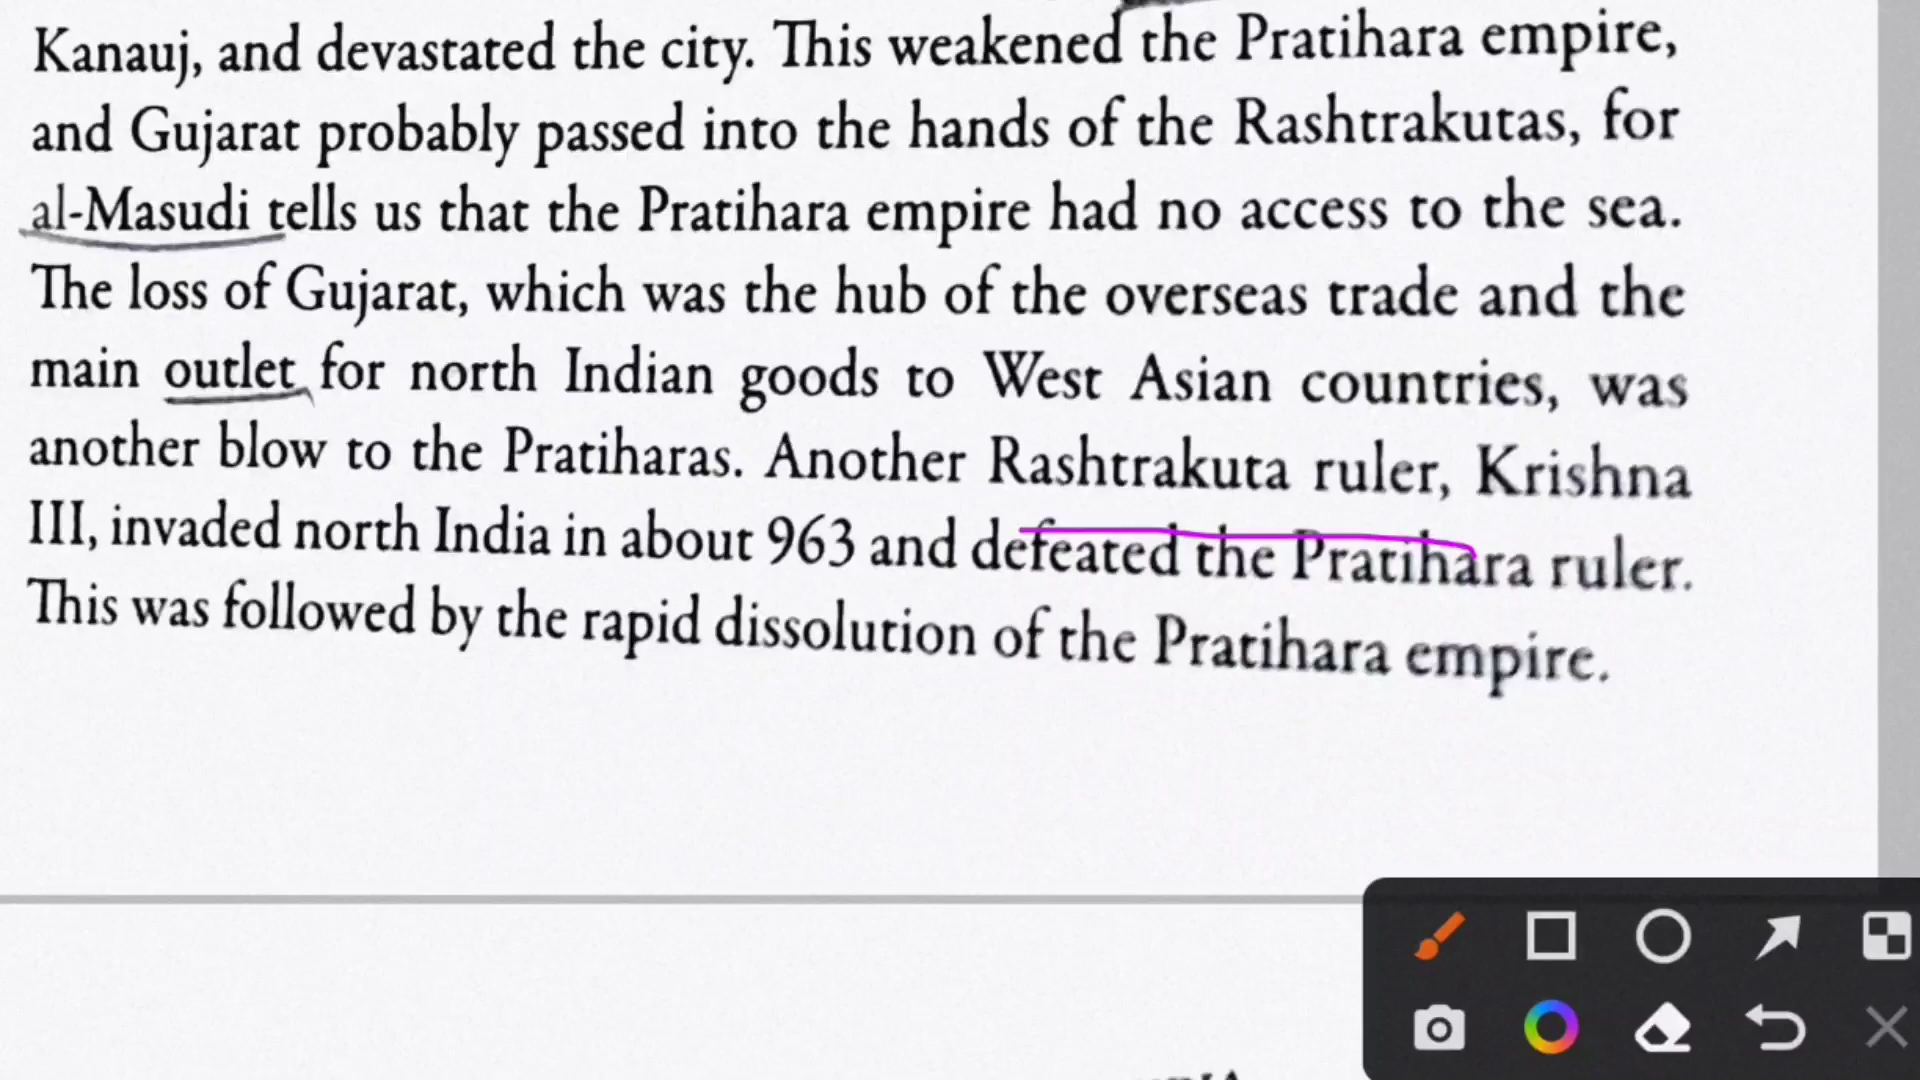 Kanauj, and devastated the city. This weakened the Pratihara empire,
and Gujarat probably passed into the hands of the Rashtrakutas, for
al-Masudi tells us that the Pratihara empire had no access to the sea.
The loss of Gujarat, which was the hub of the overseas trade and the
main outlet for north Indian goods to West Asian countries, was
another blow to the Pratiharas. Another Rashtrakuta ruler, Krishna
III, invaded north India in about 963 and defeated the Pratihara ruler.
This was followed by the rapid dissolution of the Pratihara empire.